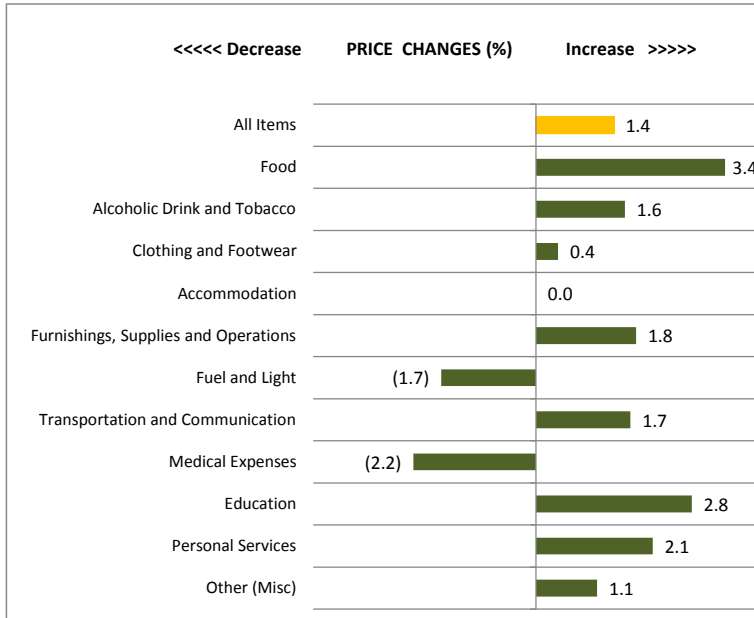 <<<<< Decrease PRICE CHANGES (%) Increase >>>>>
All Items 1.4
Food 3.4
Alcoholic Drink and Tobacco 1.6
Clothing and Footwear 0.4
Accommodation 0.0
Furnishings, Supplies and Operations 1.8
Fuel and Light (1.7)
Transportation and Communication 1.7
Medical Expenses (2.2)
Education 2.8
Personal Services 2.1
Other (Misc) 1.1